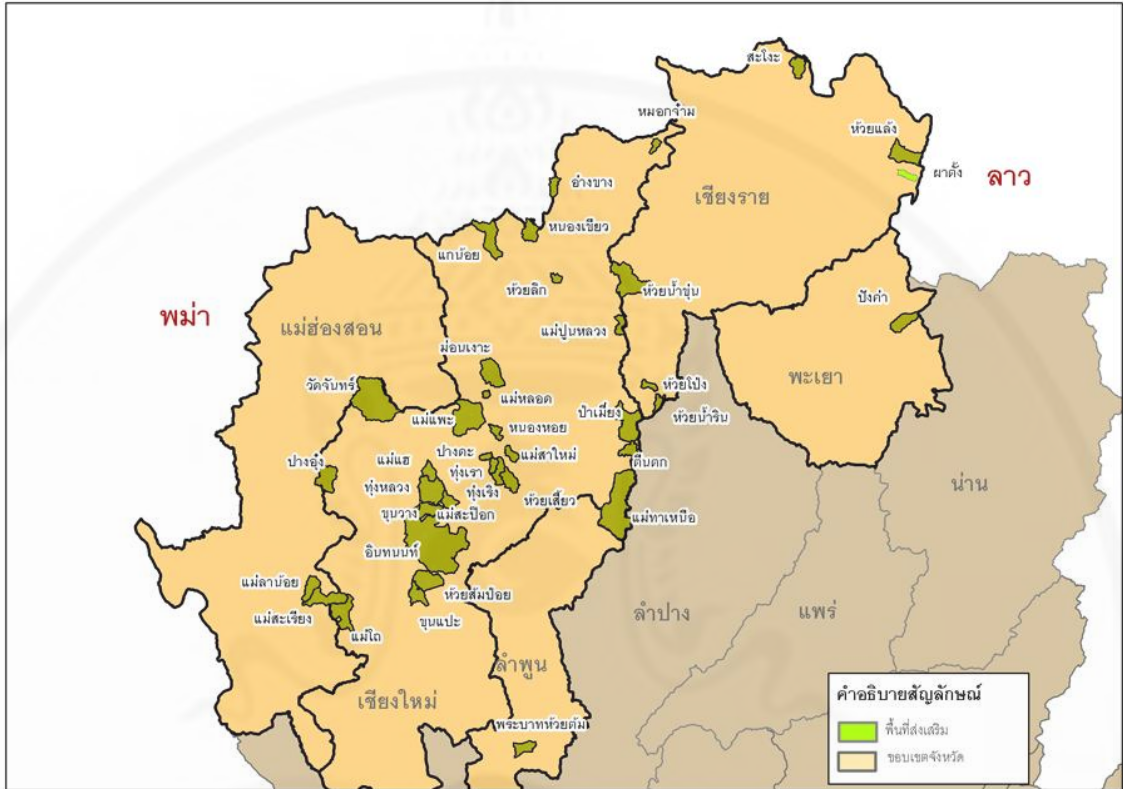 สะโงะ
หมอกจ๋าม
ห้วยแล้ง
ผาตั้ง
ลาว
อ่างขาง
เชียงราย
หนองเขียว
แกน้อย
ห้วยลึก
ห้วยน้ำขุ่น
ปังค่า
พม่า
แม่ฮ่องสอน
แม่ปูนหลวง
ม่อนเงาะ
พะเยา
วัดจันทร์
ห้วยโป่ง
แม่หลอด
ป่าเมี่ยง
ห้วยน้ำริน
แม่แพะ
หนองหอย
ปางดะ
แม่สาใหม่
ตีนตก
แม่แฮ
ปางอุ๋ง
ทุ่งเรา
น่าน
ทุ่งหลวง
ทุ่งเริง
ห้วยเสี้ยว
ขุนวาง
แม่สะป๊อก
แม่ทาเหนือ
อินทนนท์
แม่ลาน้อย
ห้วยส้มป่อย
ลำปาง
แพร่
แม่สะเรียง
ขุนแปะ
แม่โถ
ลำพูน
เชียงใหม่
คำอธิบายสัญลักษณ์
พระบาทห้วยต้ม
พื้นที่ส่งเสริม
ขอบเขตจังหวัด